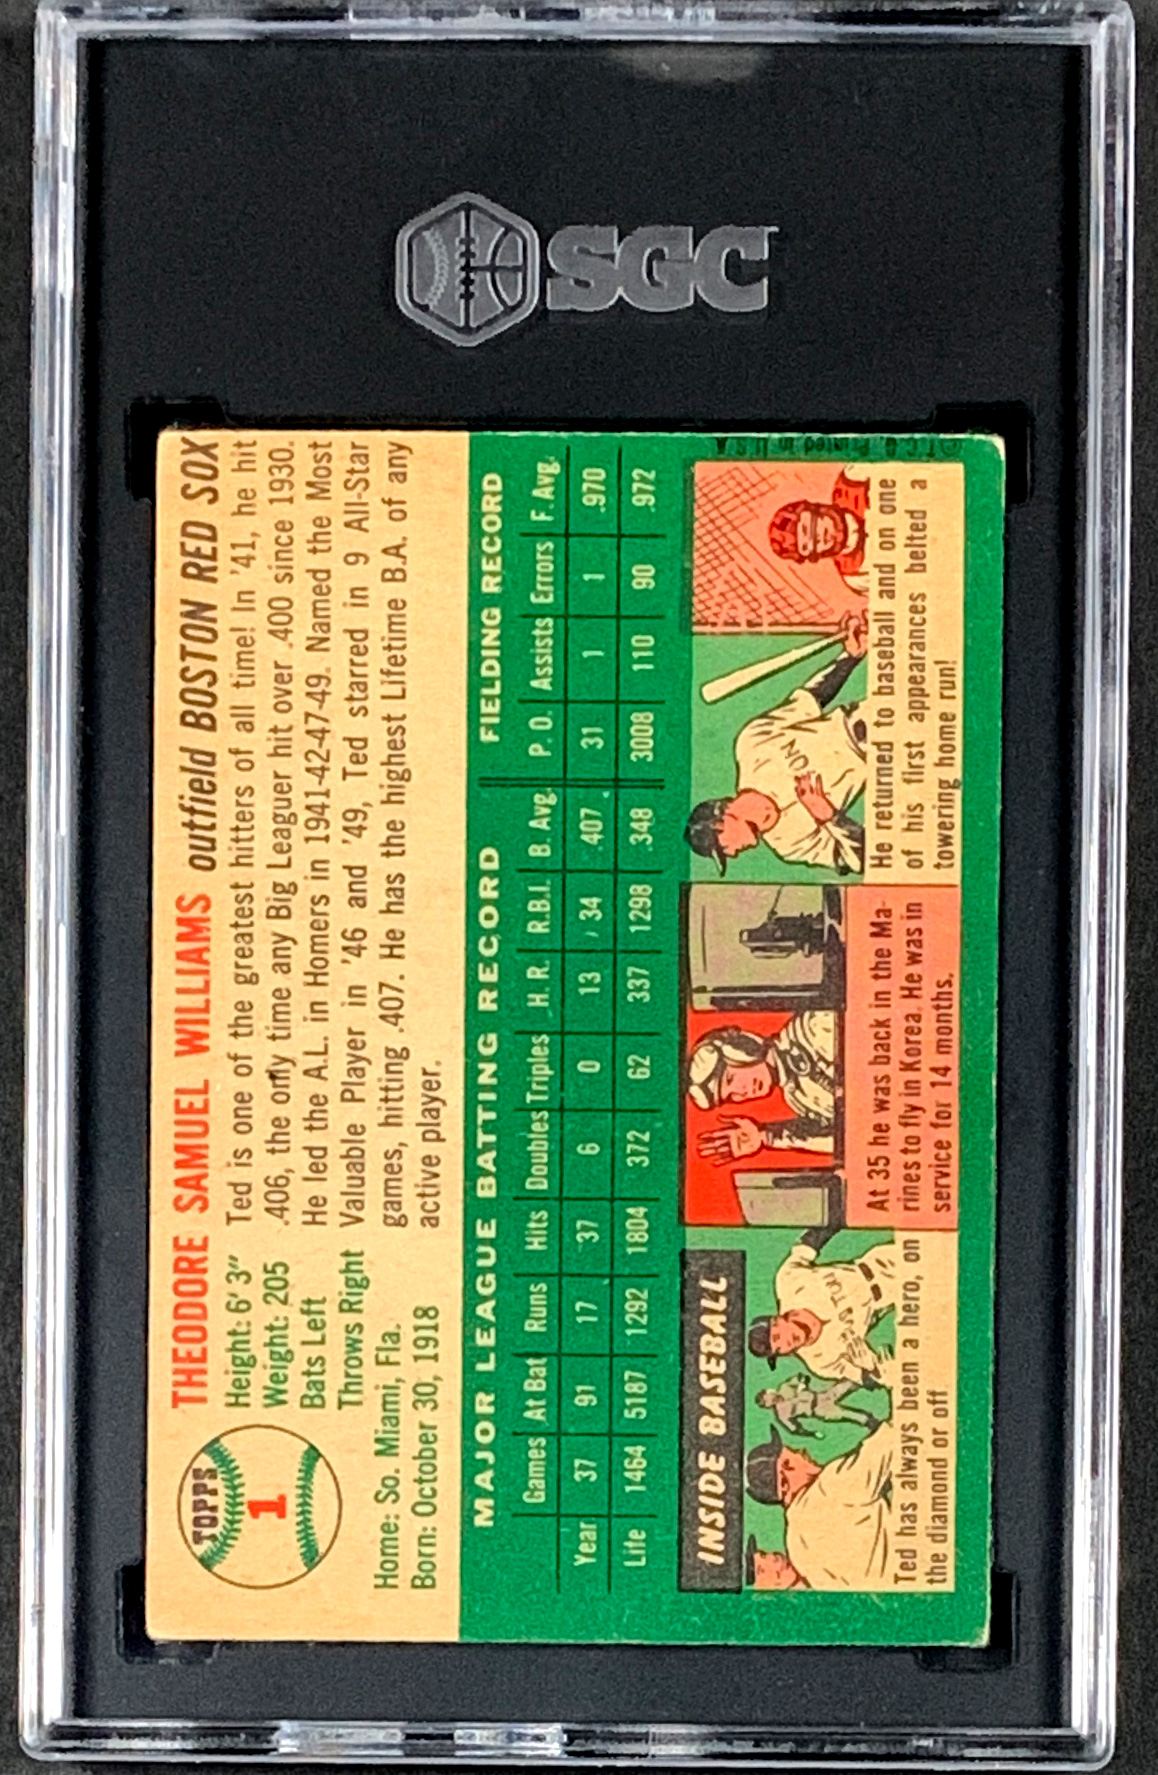 SGC
TOPPS
1
THEODORE SAMUEL WILLIAMS outfield BOSTON RED SOX
Height: 6' 3"
Weight: 205
Bats Left
Throws Right
Home: So. Miami, Fla.
Born: October 30, 1918
Ted is one of the greatest hitters of all time! In '41, he hit
.406, the only time any Big Leaguer hit over .400 since 1930.
He led the A.L. in Homers in 1941-42-47-49. Named the Most
Valuable Player in '46 and '49, Ted starred in 9 All-Star
games, hitting .407. He has the highest Lifetime B.A. of any
active player.
MAJOR LEAGUE BATTING RECORD FIELDING RECORD
Games At Bat Runs Hits Doubles Triples H. R. R.B.I. B. Avg. P. O. Assists Errors F. Avg.
Year 37 91 17 37 6 0 13 34 .407 31 1 1 .970
Life 1464 5187 1292 1804 372 62 337 1298 .348 3008 110 90 .972
INSIDE BASEBALL
Ted has always been a hero, on
the diamond or off
At 35 he was back in the Ma-
rines to fly in Korea. He was in
service for 14 months.
He returned to baseball and on one
of his first appearances belted a
towering home run!
©T.C.G. Printed in U.S.A.